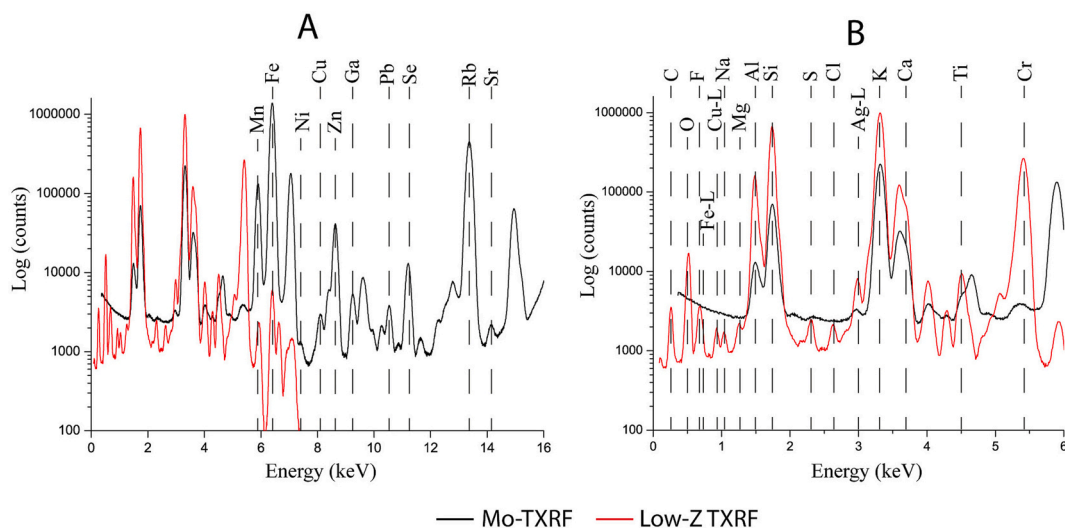 A
B
Mn
Fe
Ni
Cu
Zn
Ga
Pb
Se
Rb
Sr
C
O
F
Fe-L
Cu-L
Na
Mg
Al
Si
S
Cl
Ag-L
K
Ca
Ti
Cr
Log (counts)
1000000
100000
10000
1000
100
0
2
4
6
8
10
12
14
16
Energy (keV)
Log (counts)
1000000
100000
10000
1000
100
0
1
2
3
4
5
6
Energy (keV)
Mo-TXRF
Low-Z TXRF